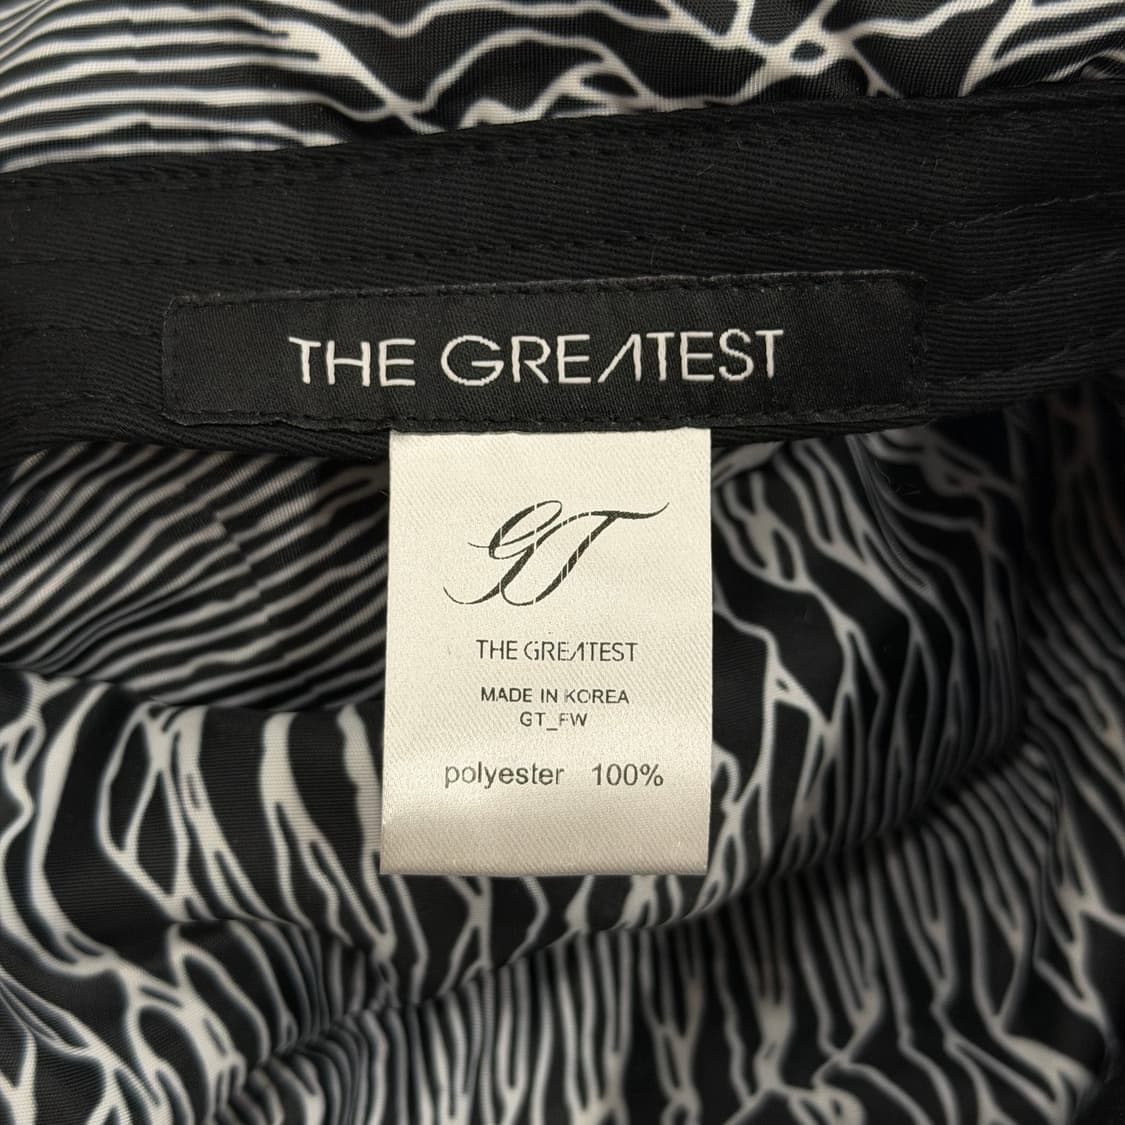 THE GREATEST
GT
THE GREATEST
MADE IN KOREA
GT_FW
polyester 100%